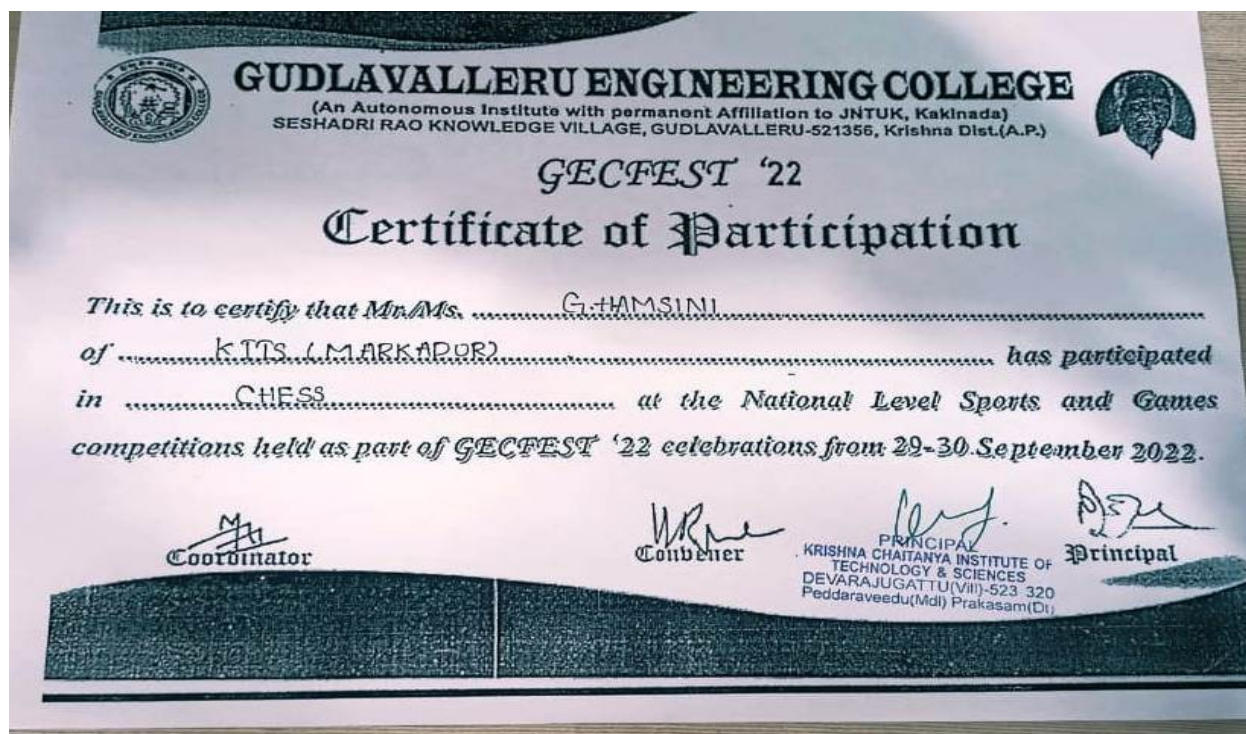 GUDLAVALLERU ENGINEERING COLLEGE
(An Autonomous Institute with permanent Affiliation to JNTUK, Kakinada)
SESHADRI RAO KNOWLEDGE VILLAGE, GUDLAVALLERU-521356, Krishna Dist.(A.P.)
GECFEST '22
Certificate of Participation
This is to certify that Mr./Ms. G.HAMSINI
of KITS (MARKAPUR) has participated
in CHESS at the National Level Sports and Games
competitions held as part of GECFEST '22 celebrations from 29-30 September 2022.
Coordinator
Convener
PRINCIPAL
KRISHNA CHAITANYA INSTITUTE OF
TECHNOLOGY & SCIENCES
DEVARAJUGATTU(Vill)-523 320
Peddaraveedu(Mdl) Prakasam(Dt)
Principal